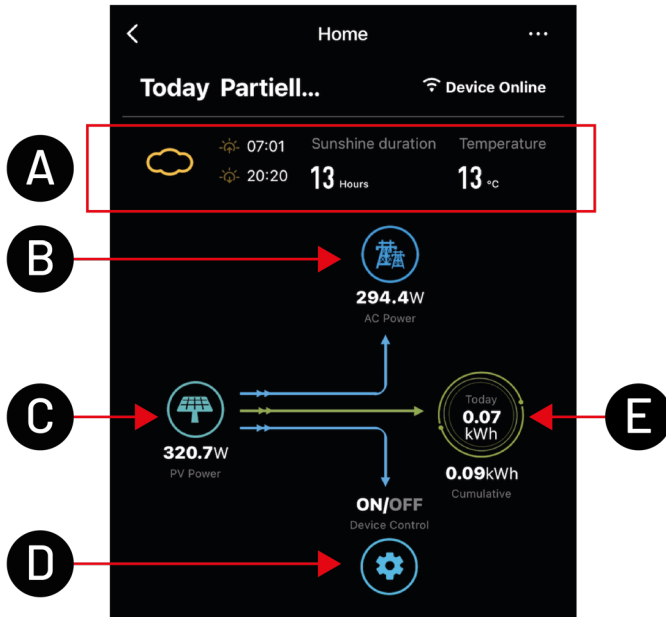 Home
Today Partiell...
Device Online
A
07:01
Sunshine duration
Temperature
20:20
13 Hours
13 °C
B
294.4W
AC Power
C
320.7W
PV Power
Today
0.07
kWh
E
0.09kWh
Cumulative
ON/OFF
Device Control
D